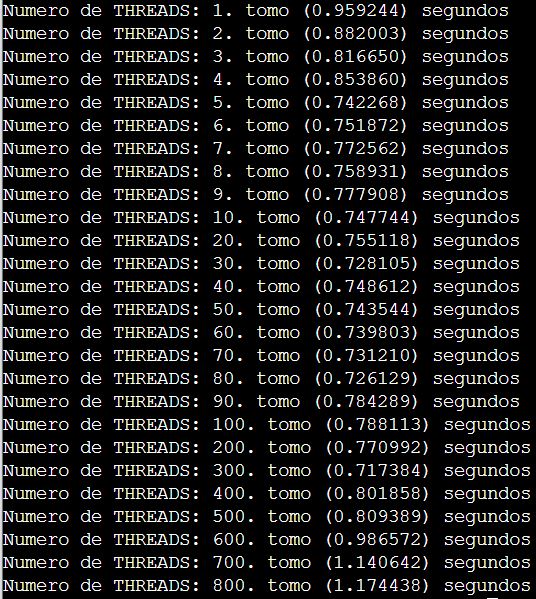 Numero de THREADS: 1. tomo (0.959244) segundos
Numero de THREADS: 2. tomo (0.882003) segundos
Numero de THREADS: 3. tomo (0.816650) segundos
Numero de THREADS: 4. tomo (0.853860) segundos
Numero de THREADS: 5. tomo (0.742268) segundos
Numero de THREADS: 6. tomo (0.751872) segundos
Numero de THREADS: 7. tomo (0.772562) segundos
Numero de THREADS: 8. tomo (0.758931) segundos
Numero de THREADS: 9. tomo (0.777908) segundos
Numero de THREADS: 10. tomo (0.747744) segundos
Numero de THREADS: 20. tomo (0.755118) segundos
Numero de THREADS: 30. tomo (0.728105) segundos
Numero de THREADS: 40. tomo (0.748612) segundos
Numero de THREADS: 50. tomo (0.743544) segundos
Numero de THREADS: 60. tomo (0.739803) segundos
Numero de THREADS: 70. tomo (0.731210) segundos
Numero de THREADS: 80. tomo (0.726129) segundos
Numero de THREADS: 90. tomo (0.784289) segundos
Numero de THREADS: 100. tomo (0.788113) segundos
Numero de THREADS: 200. tomo (0.770992) segundos
Numero de THREADS: 300. tomo (0.717384) segundos
Numero de THREADS: 400. tomo (0.801858) segundos
Numero de THREADS: 500. tomo (0.809389) segundos
Numero de THREADS: 600. tomo (0.986572) segundos
Numero de THREADS: 700. tomo (1.140642) segundos
Numero de THREADS: 800. tomo (1.174438) segundos